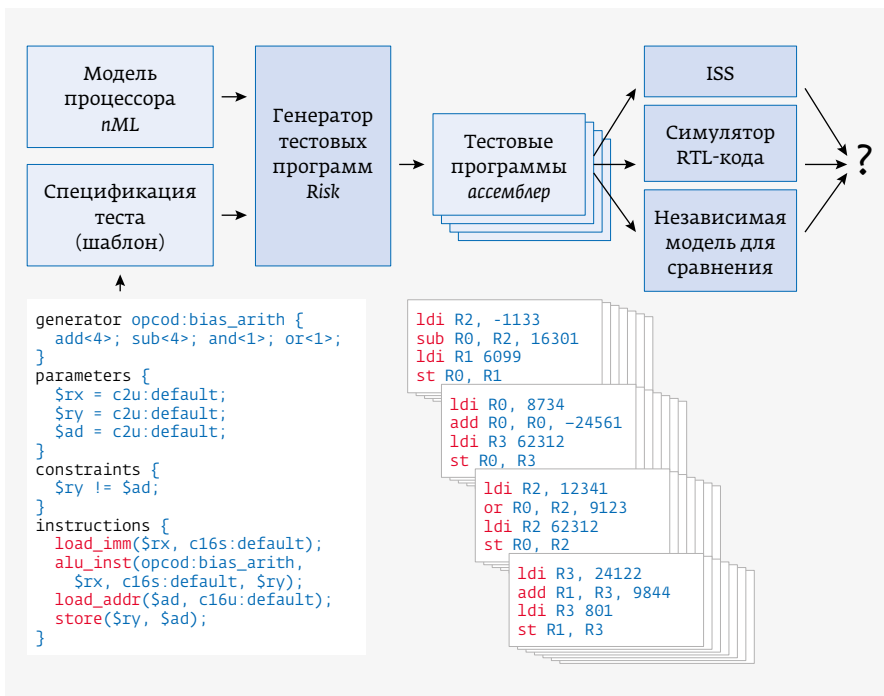 Модель
процессора
nML
Спецификация
теста
(шаблон)
Генератор
тестовых
программ
Risk
Тестовые
программы
ассемблер
ISS
Симулятор
RTL-кода
Независимая
модель для
сравнения
?
generator opcod:bias_arith {
add<4>; sub<4>; and<1>; or<1>;
}
parameters {
$rx = c2u:default;
$ry = c2u:default;
$ad = c2u:default;
}
constraints {
$ry != $ad;
}
instructions {
load_imm($rx, c16s:default);
alu_inst(opcod:bias_arith,
$rx, c16s:default, $ry);
load_addr($ad, c16u:default);
store($ry, $ad);
}
ldi R2, -1133
sub R0, R2, 16301
ldi R1 6099
st R0, R1
ldi R0, 8734
add R0, R0, −24561
ldi R3 62312
st R0, R3
ldi R2, 12341
or R0, R2, 9123
ldi R2 62312
st R0, R2
ldi R3, 24122
add R1, R3, 9844
ldi R3 801
st R1, R3